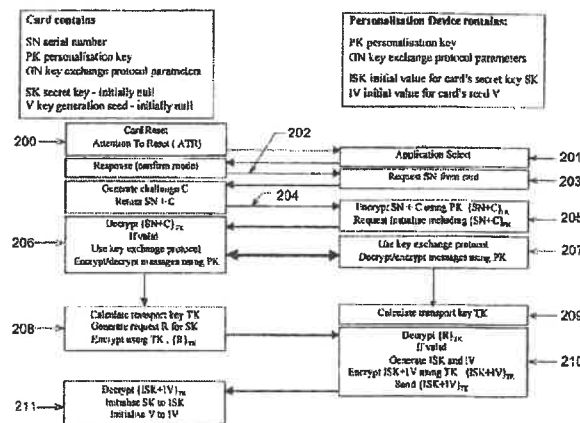 Card contains
SN serial number
PK personalisation key
GN key exchange protocol parameters
SK secret key - initially null
V key generation seed - initially null
Personalisation Device contains:
PK personalisation key
GN key exchange protocol parameters
ISK initial value for card's secret key SK
IV initial value for card's seed V
200
Card Reset
Attention To Reset (ATR)
202
Response (confirm mode)
Application Select
201
Generate challenge C
Return SN+C
204
Request SN from card
203
206
Decrypt {SN+C}PK
If valid
Use key exchange protocol
Encrypt/decrypt messages using PK
Encrypt SN+C using PK {SN+C}PK
Request Initialise including {SN+C}PK
205
Use key exchange protocol
Decrypt/encrypt messages using PK
207
208
Calculate transport key TK
Generate request R for SK
Encrypt using TK, {R}TK
Calculate transport key TK
209
Decrypt {R}TK
If valid
Generate ISK and IV
Encrypt ISK+IV using TK {ISK+IV}TK
Send {ISK+IV}TK
210
211
Decrypt {ISK+IV}TK
Initialise SK to ISK
Initialise V to IV